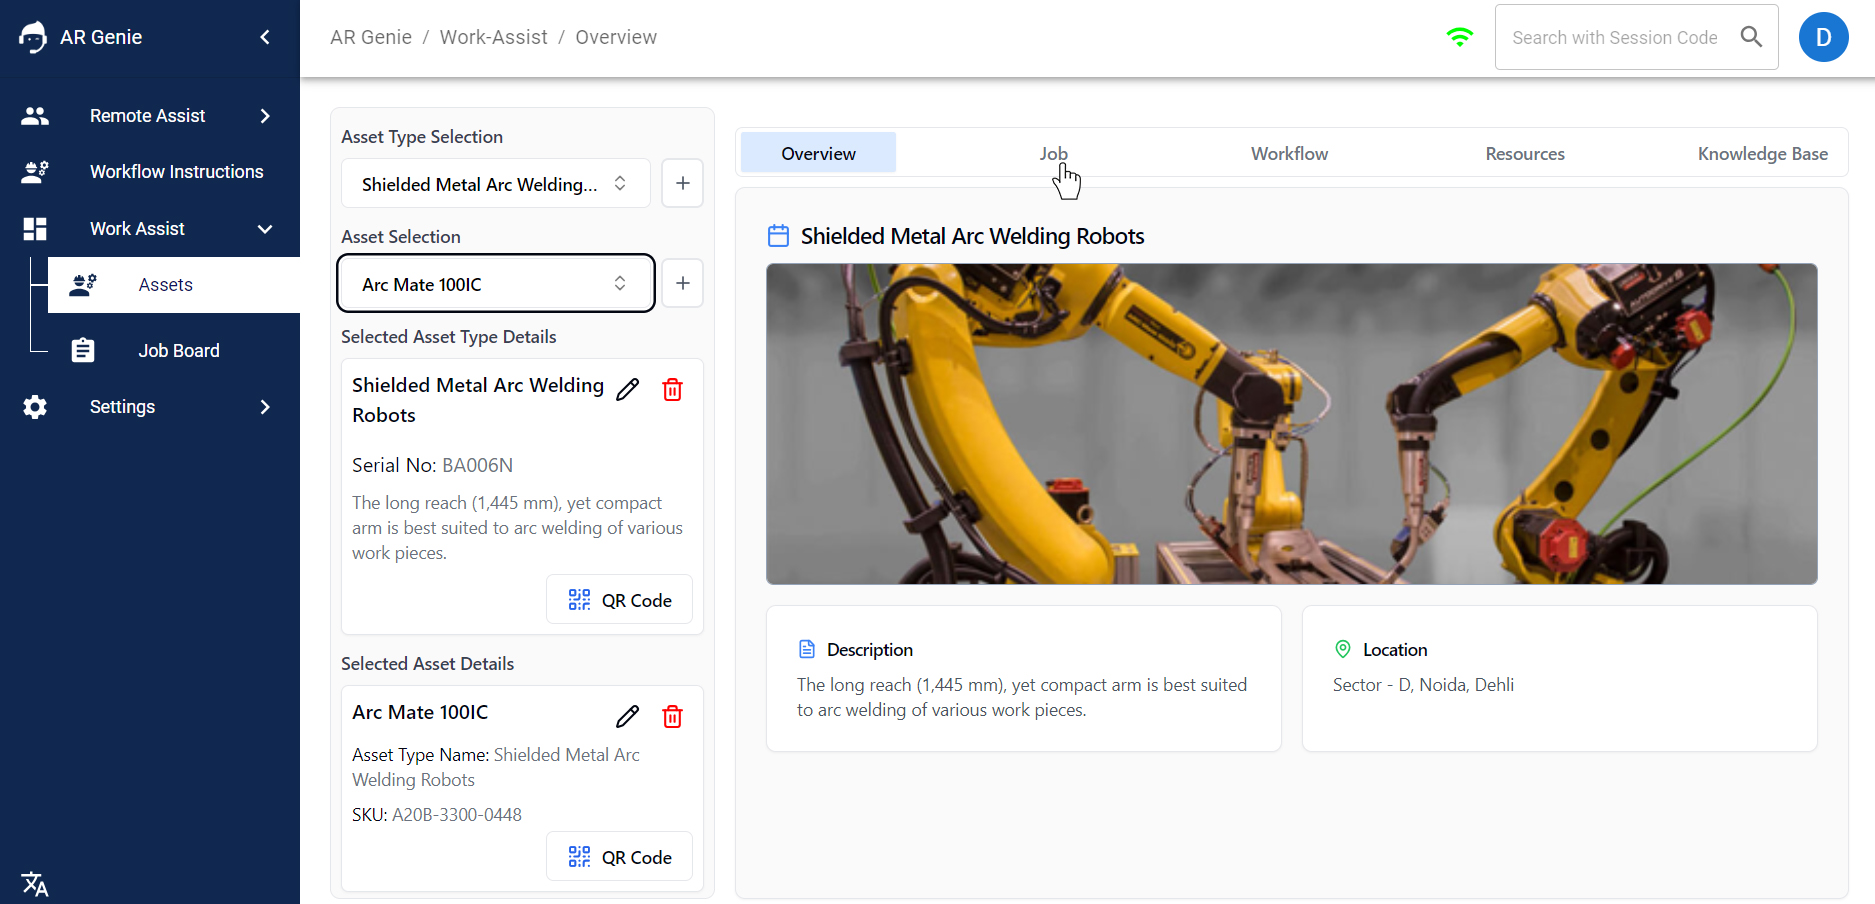 AR Genie
Remote Assist
Workflow Instructions
Work Assist
Assets
Job Board
Settings
AR Genie / Work-Assist / Overview
Search with Session Code
D
Asset Type Selection
Shielded Metal Arc Welding...
+
Asset Selection
Arc Mate 100IC
+
Selected Asset Type Details
Shielded Metal Arc Welding
Robots
Serial No: BA006N
The long reach (1,445 mm), yet compact
arm is best suited to arc welding of various
work pieces.
QR Code
Selected Asset Details
Arc Mate 100IC
Asset Type Name: Shielded Metal Arc
Welding Robots
SKU: A20B-3300-0448
QR Code
Overview Job Workflow Resources Knowledge Base
Shielded Metal Arc Welding Robots
Description
The long reach (1,445 mm), yet compact arm is best suited
to arc welding of various work pieces.
Location
Sector - D, Noida, Dehli